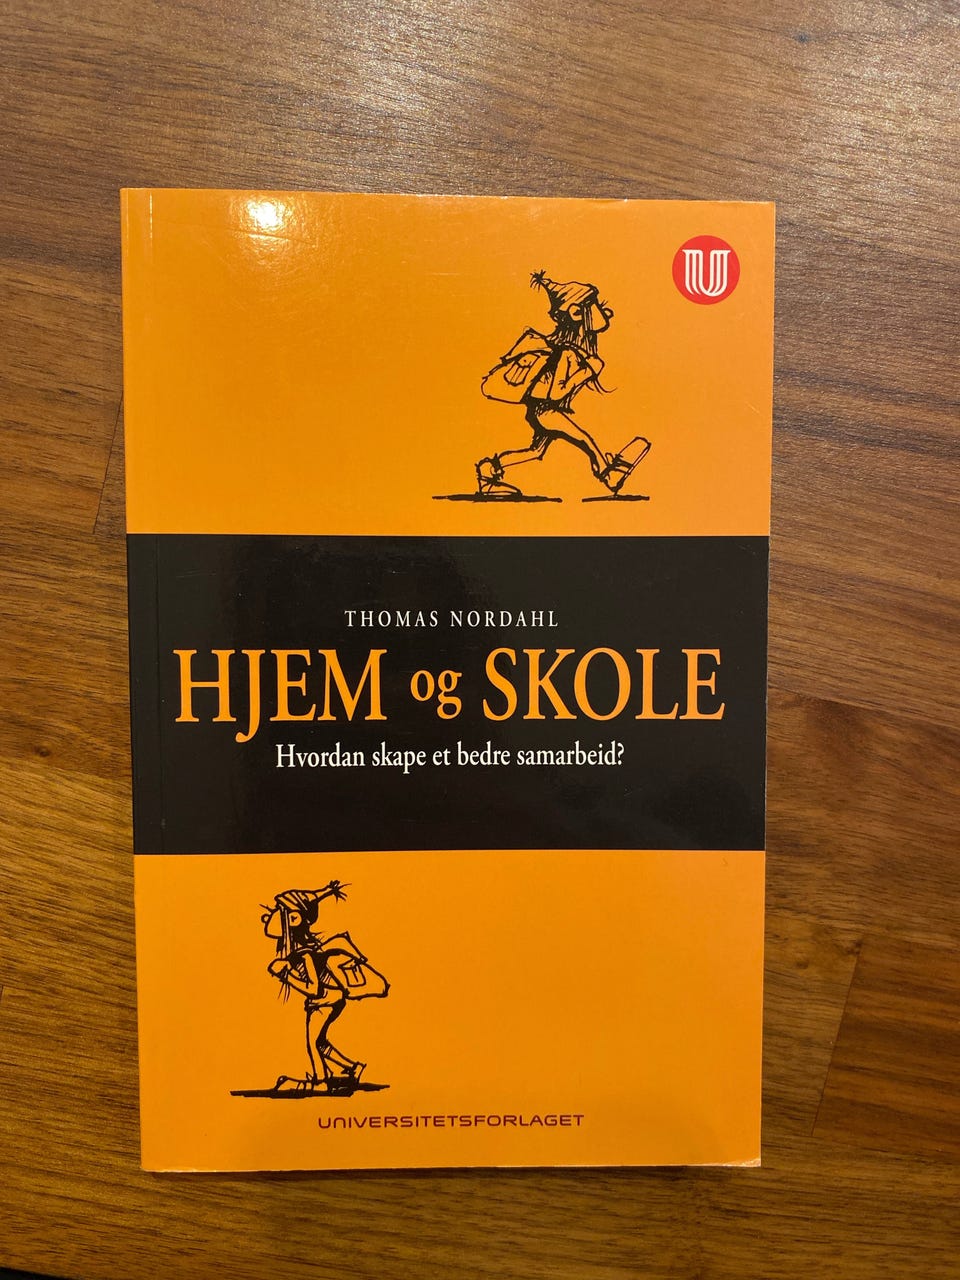 U
THOMAS NORDAHL
HJEM og SKOLE
Hvordan skape et bedre samarbeid?
UNIVERSITETSFORLAGET